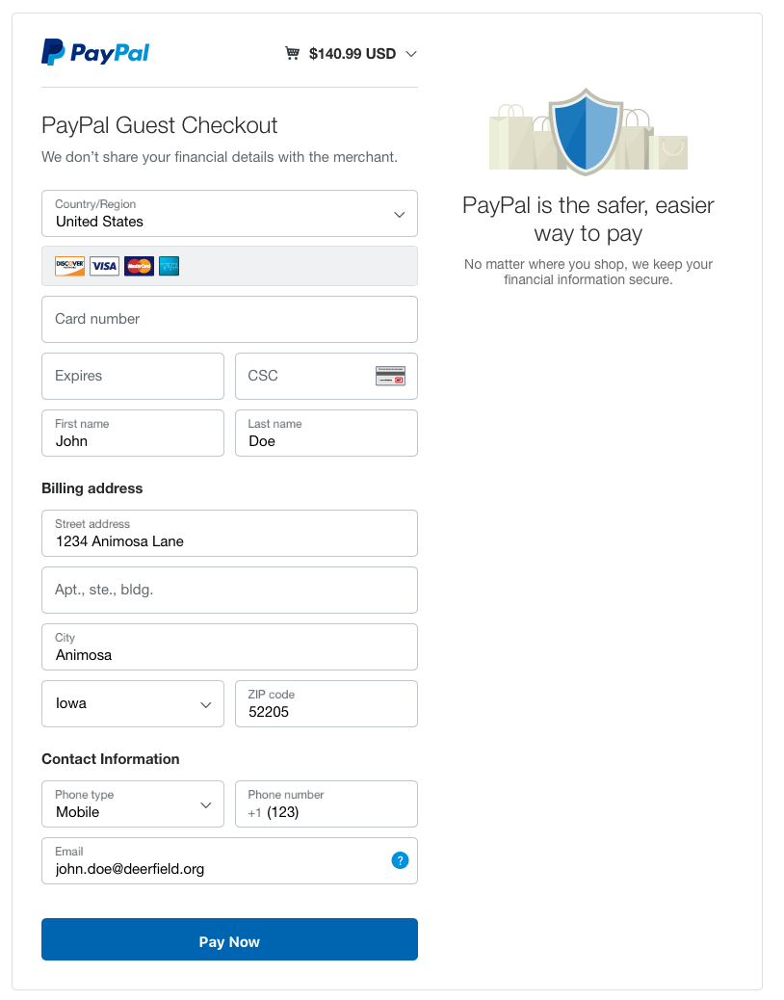 PayPal
$140.99 USD
PayPal Guest Checkout
We don't share your financial details with the merchant.
Country/Region
United States
DISCOVER VISA MasterCard
Card number
Expires
CSC
First name
John
Last name
Doe
Billing address
Street address
1234 Animosa Lane
Apt., ste., bldg.
City
Animosa
Iowa
ZIP code
52205
Contact Information
Phone type
Mobile
Phone number
+1 (123)
Email
john.doe@deerfield.org
?
Pay Now
PayPal is the safer, easier
way to pay
No matter where you shop, we keep your
financial information secure.